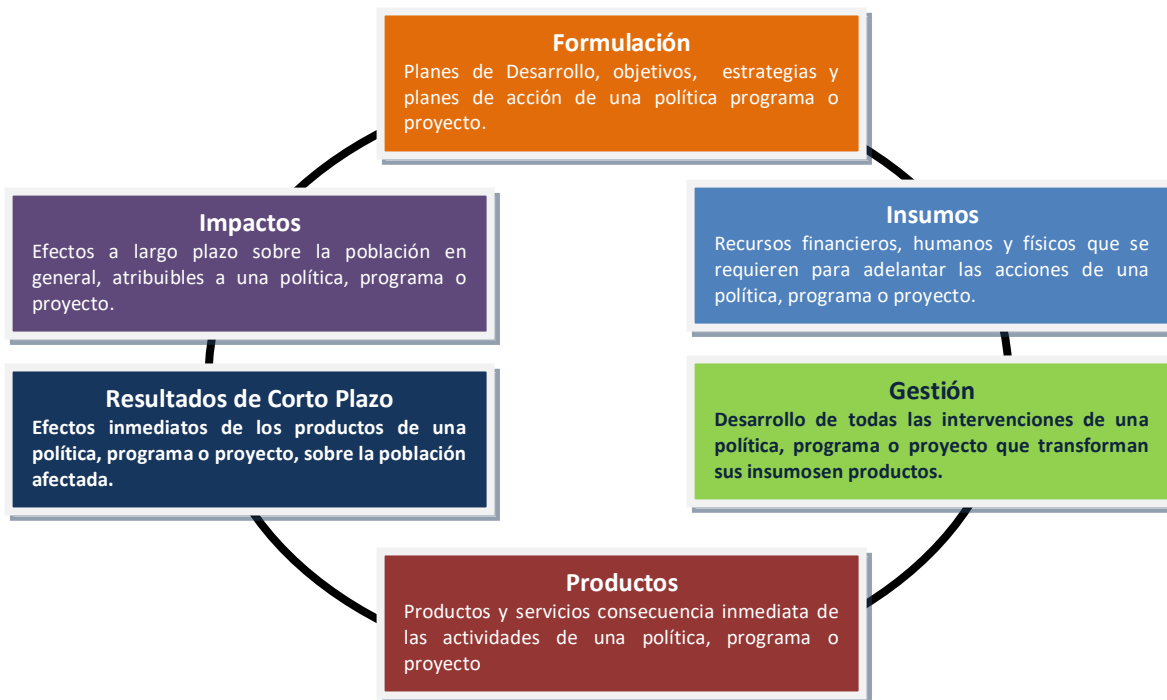 Formulación
Planes de Desarrollo, objetivos, estrategias y
planes de acción de una política programa o
proyecto.
Impactos
Efectos a largo plazo sobre la población en
general, atribuibles a una política, programa o
proyecto.
Insumos
Recursos financieros, humanos y físicos que se
requieren para adelantar las acciones de una
política, programa o proyecto.
Resultados de Corto Plazo
Efectos inmediatos de los productos de una
política, programa o proyecto, sobre la población
afectada.
Gestión
Desarrollo de todas las intervenciones de una
política, programa o proyecto que transforman
sus insumosen productos.
Productos
Productos y servicios consecuencia inmediata de
las actividades de una política, programa o
proyecto